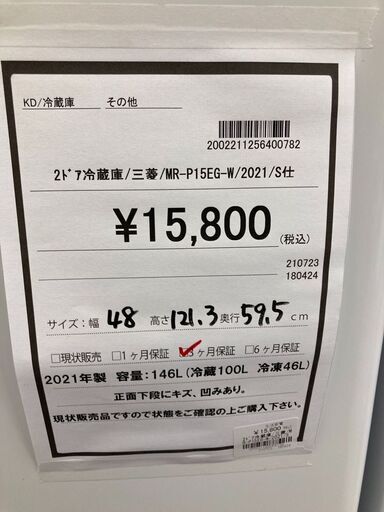 KD/冷蔵庫
その他
2002211256400782
2ﾄﾞｱ冷蔵庫/三菱/MR-P15EG-W/2021/S仕
¥15,800
(税込)
210723
180424
サイズ:幅 48 高さ 121.3 奥行 59.5 cm
□現状販売 □1ヶ月保証 ☑3ヶ月保証 □6ヶ月保証
2021年製 容量:146L(冷蔵100L 冷凍46L)
正面下段にキズ、凹みあり。
現状販売品ですので状態をご確認の上ご購入下さい。
¥15,800